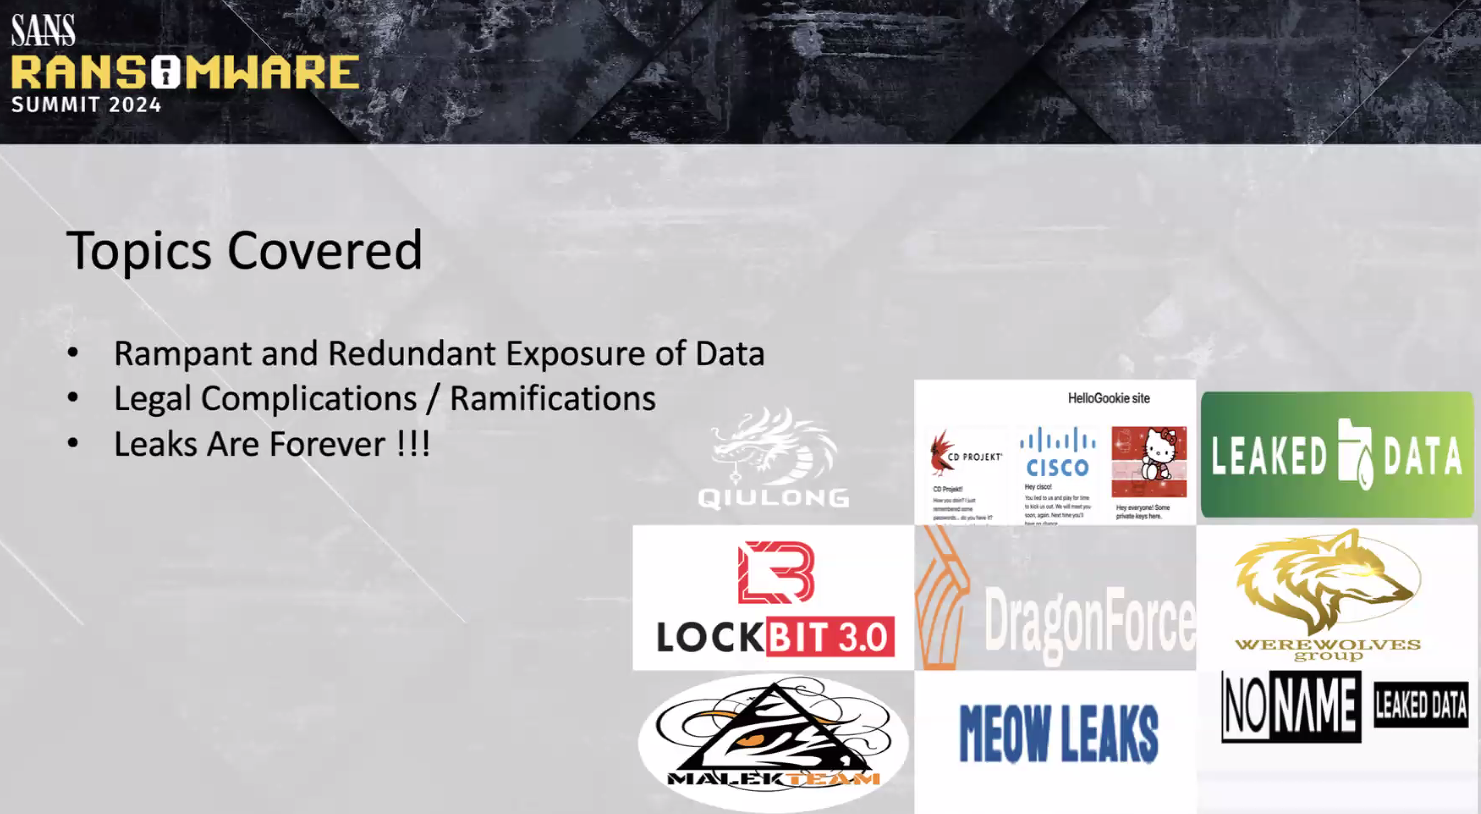 SANS
RANSOMWARE
SUMMIT 2024
Topics Covered
• Rampant and Redundant Exposure of Data
• Legal Complications / Ramifications
• Leaks Are Forever !!!
QIULONG
HelloGookie site
CD PROJEKT
CD Projekt!
How you doin? I just
remembered some
passwords... do you have it?
CISCO
Hey cisco!
You lied to us and play for time
to kick us out. We will meet you
soon, again. Next time you'll
Hey everyone! Some
private keys here.
LEAKED DATA
LOCKBIT 3.0
DragonForce
WEREWOLVES
group
MALEKTEAM
MEOW LEAKS
NONAME
LEAKED DATA